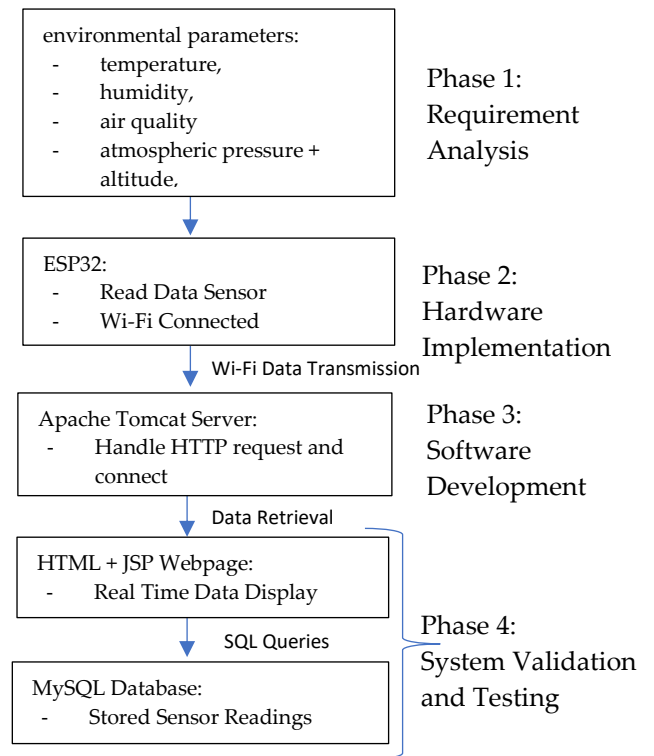 environmental parameters:
- temperature,
- humidity,
- air quality
- atmospheric pressure +
altitude,
Phase 1:
Requirement
Analysis
ESP32:
- Read Data Sensor
- Wi-Fi Connected
Phase 2:
Hardware
Implementation
Wi-Fi Data Transmission
Apache Tomcat Server:
- Handle HTTP request and
connect
Phase 3:
Software
Development
Data Retrieval
HTML + JSP Webpage:
- Real Time Data Display
SQL Queries
MySQL Database:
- Stored Sensor Readings
Phase 4:
System Validation
and Testing